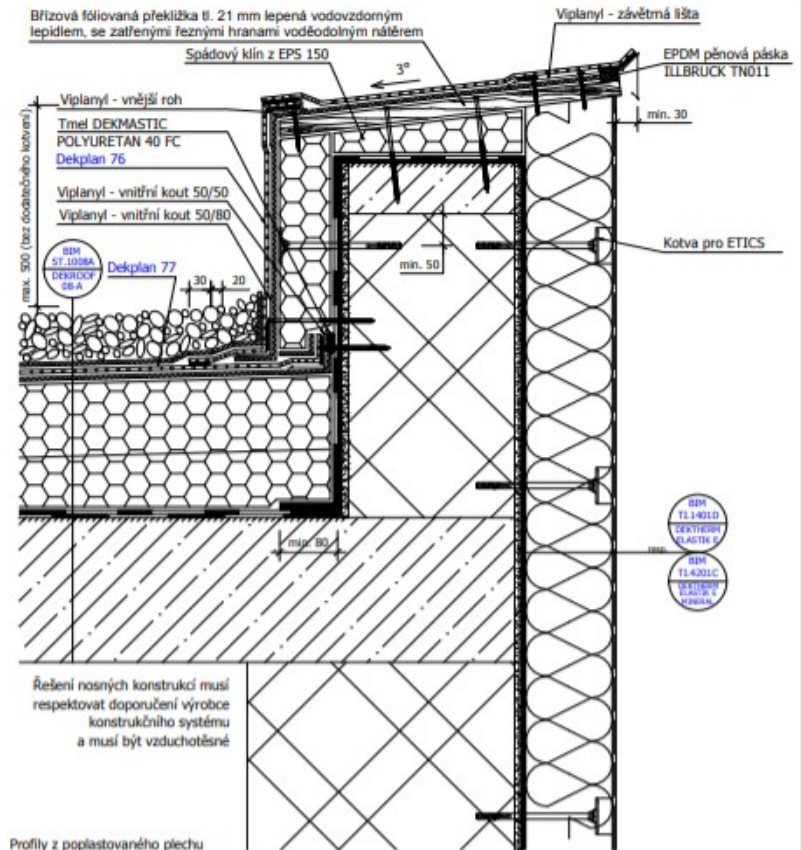 Břízová fóliovaná překližka tl. 21 mm lepená vodovzdorným
lepidlem, se zatřenými řeznými hranami voděodolným nátěrem
Viplanyl - závětrná lišta
Spádový klín z EPS 150
EPDM pěnová páska
ILLBRUCK TN011
3°
Viplanyl - vnější roh
min. 30
Tmel DEKMASTIC
POLYURETAN 40 FC
Dekplan 76
Viplanyl - vnitřní kout 50/50
Viplanyl - vnitřní kout 50/80
max. 500 (bez dodatečného kotvení)
Kotva pro ETICS
min. 50
BIM
ST.1008A
DEKROOF
08-A
Dekplan 77
30
20
BIM
TI.1401D
DEKTHERM
ELASTIK E
min. 80
resp.
BIM
TI.4201C
DEKTHERM
ELASTIK E
MINERAL
Řešení nosných konstrukcí musí
respektovat doporučení výrobce
konstrukčního systému
a musí být vzduchotěsné
Profily z poplastovaného plechu